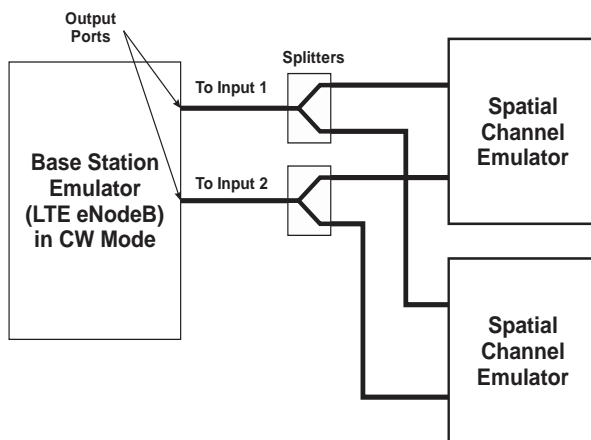 Output
Ports
Splitters
To Input 1
To Input 2
Base Station
Emulator
(LTE eNodeB)
in CW Mode
Spatial
Channel
Emulator
Spatial
Channel
Emulator